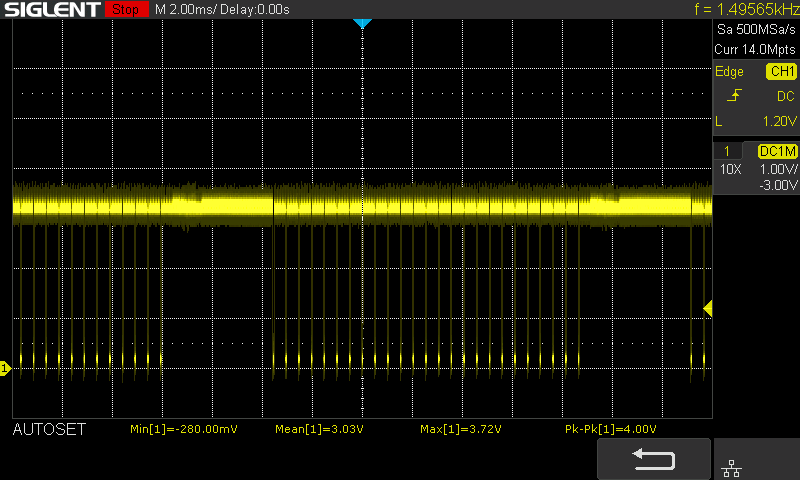 SIGLENT Stop M 2.00ms/ Delay:0.00s f = 1.49565kHz
Sa 500MSa/s
Curr 14.0Mpts
Edge CH1
DC
L 1.20V
1 DC1M
10X 1.00V/
-3.00V
1
AUTOSET Min[1]=-280.00mV Mean[1]=3.03V Max[1]=3.72V Pk-Pk[1]=4.00V